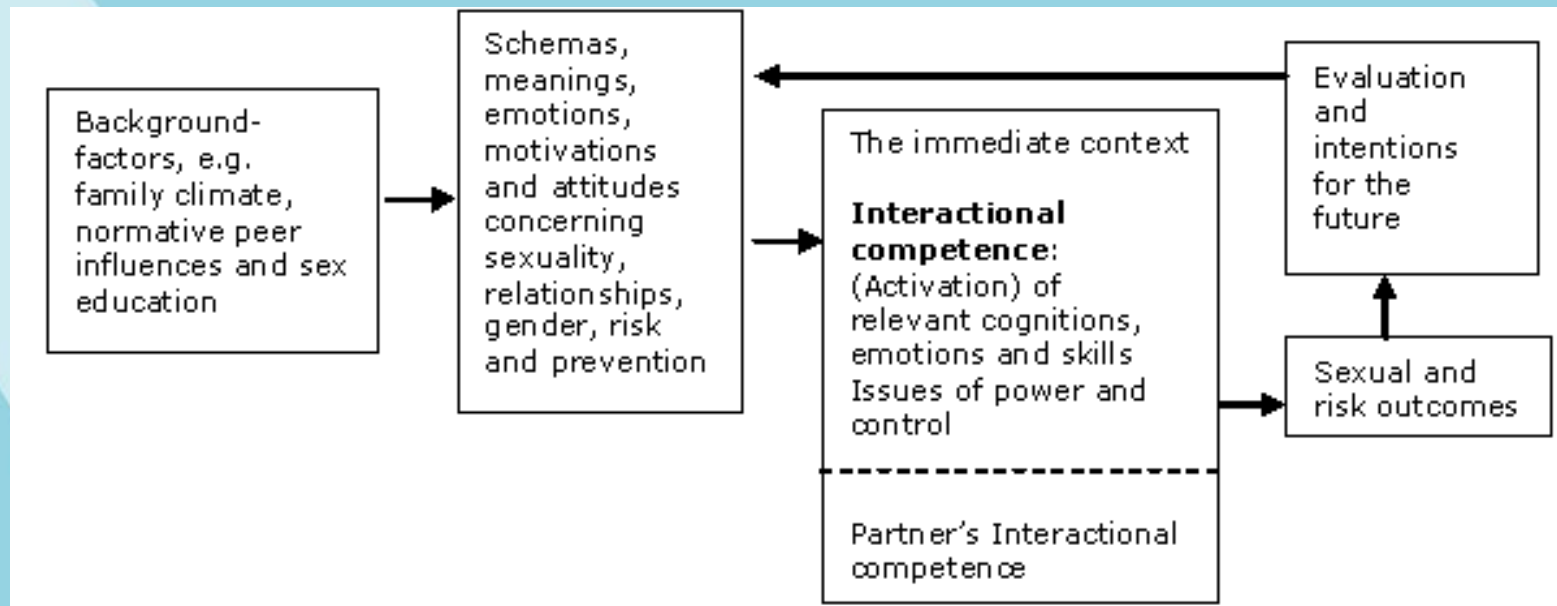 Background-
factors, e.g.
family climate,
normative peer
influences and sex
education
Schemas,
meanings,
emotions,
motivations
and attitudes
concerning
sexuality,
relationships,
gender, risk
and prevention
The immediate context
Interactional
competence:
(Activation) of
relevant cognitions,
emotions and skills
Issues of power and
control
Partner's Interactional
competence
Evaluation
and
intentions
for the
future
Sexual and
risk outcomes